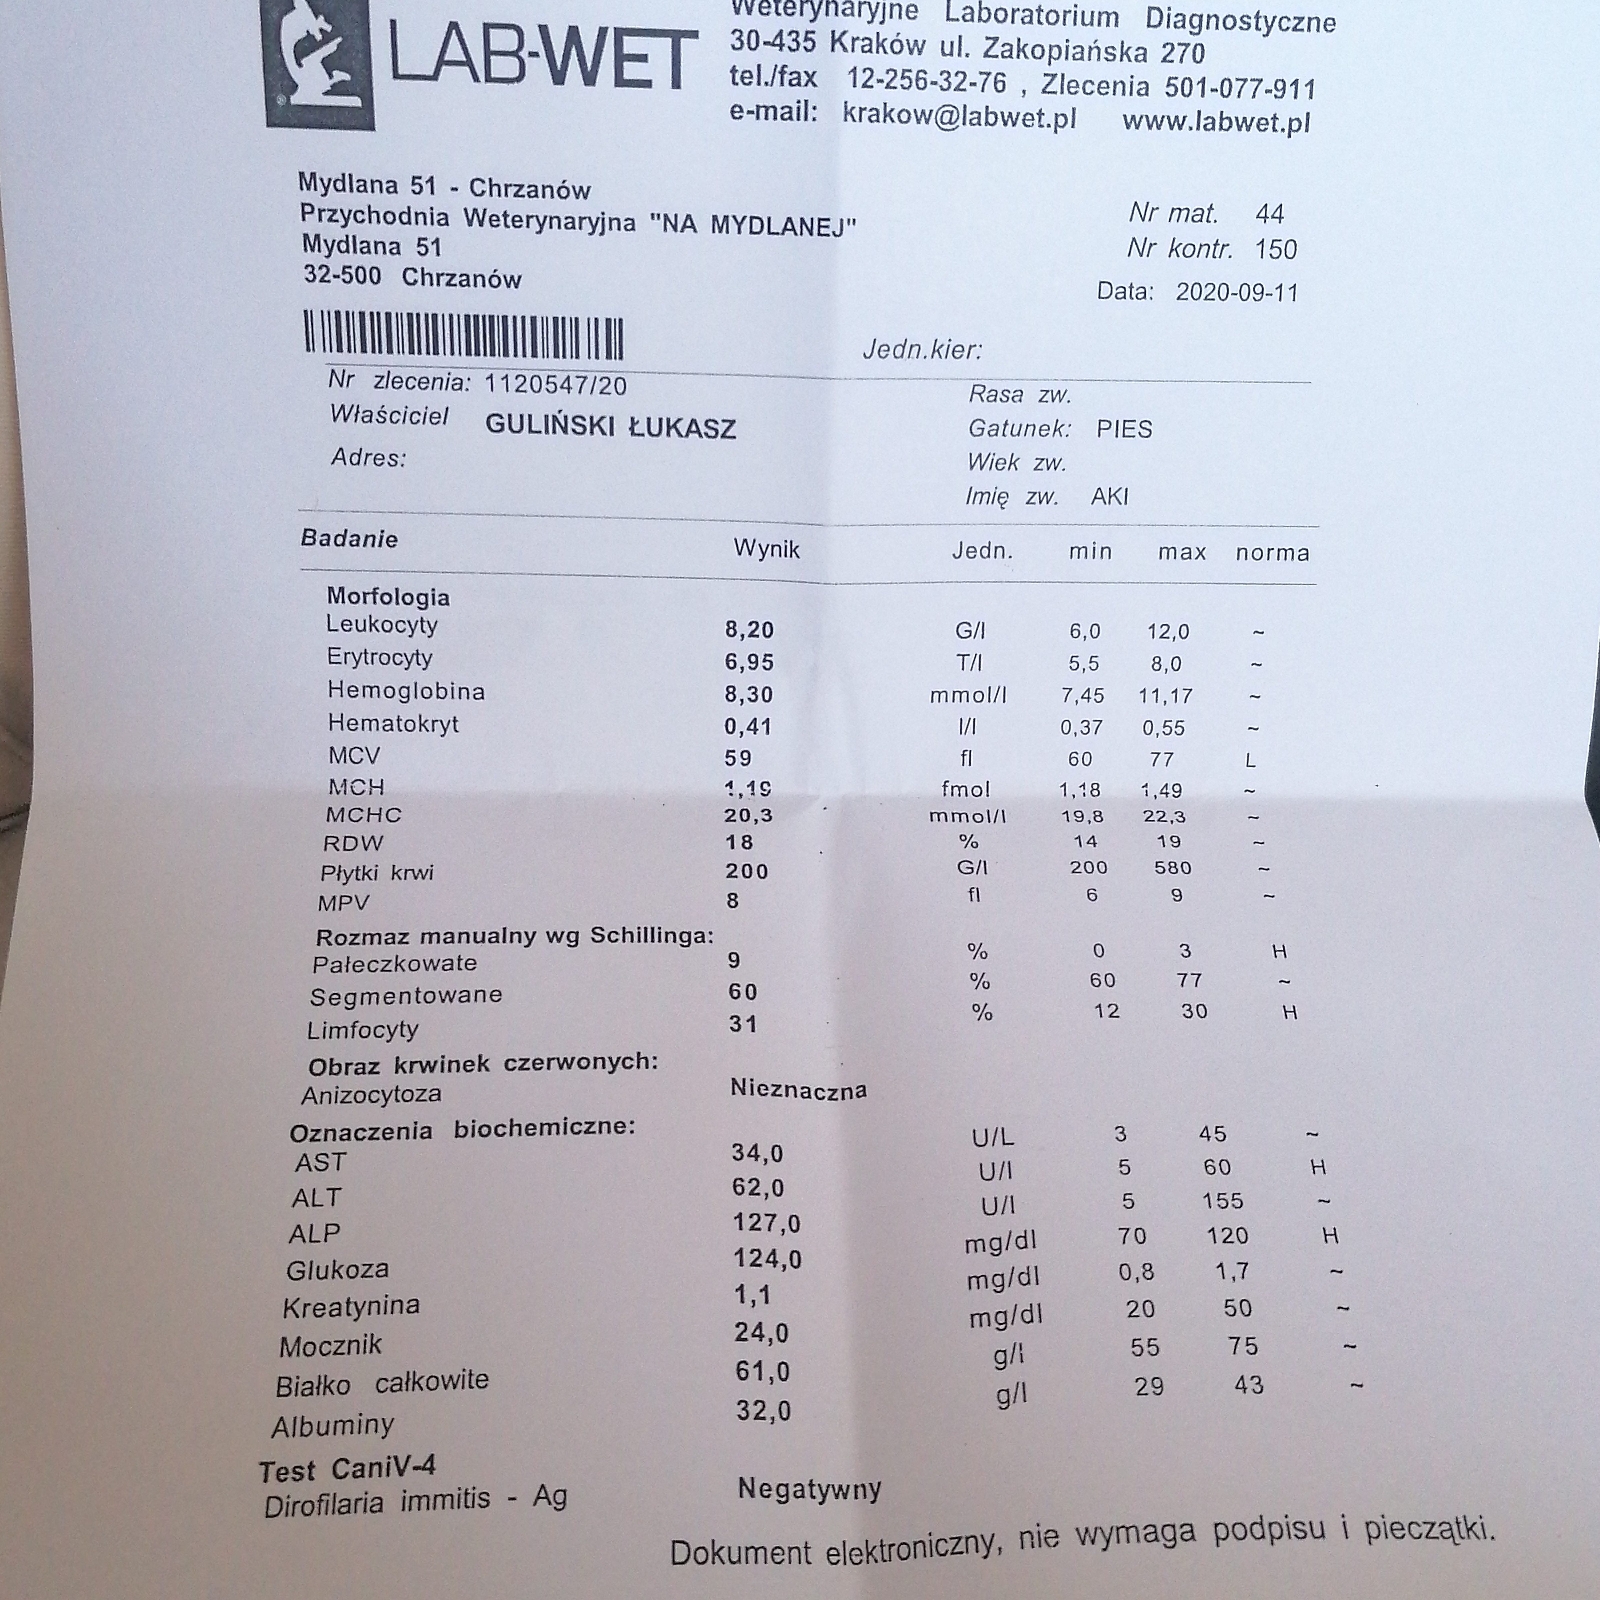 LAB-WET
Weterynaryjne Laboratorium Diagnostyczne
30-435 Kraków ul. Zakopiańska 270
tel./fax 12-256-32-76 , Zlecenia 501-077-911
e-mail: krakow@labwet.pl www.labwet.pl
Mydlana 51 - Chrzanów
Przychodnia Weterynaryjna "NA MYDLANEJ"
Mydlana 51
32-500 Chrzanów
Nr mat. 44
Nr kontr. 150
Data: 2020-09-11
Jedn.kier:
Nr zlecenia: 1120547/20
Właściciel GULIŃSKI ŁUKASZ
Adres:
Rasa zw.
Gatunek: PIES
Wiek zw.
Imię zw. AKI
Badanie Wynik Jedn. min max norma
Morfologia
Leukocyty 8,20 G/l 6,0 12,0 ~
Erytrocyty 6,95 T/l 5,5 8,0 ~
Hemoglobina 8,30 mmol/l 7,45 11,17 ~
Hematokryt 0,41 l/l 0,37 0,55 ~
MCV 59 fl 60 77 L
MCH 1,19 fmol 1,18 1,49 ~
MCHC 20,3 mmol/l 19,8 22,3 ~
RDW 18 % 14 19 ~
Płytki krwi 200 G/l 200 580 ~
MPV 8 fl 6 9 ~
Rozmaz manualny wg Schillinga:
Pałeczkowate 9 % 0 3 H
Segmentowane 60 % 60 77 ~
Limfocyty 31 % 12 30 H
Obraz krwinek czerwonych:
Anizocytoza Nieznaczna
Oznaczenia biochemiczne:
AST 34,0 U/L 3 45 ~
ALT 62,0 U/l 5 60 H
ALP 127,0 U/l 5 155 ~
Glukoza 124,0 mg/dl 70 120 H
Kreatynina 1,1 mg/dl 0,8 1,7 ~
Mocznik 24,0 mg/dl 20 50 ~
Białko całkowite 61,0 g/l 55 75 ~
Albuminy 32,0 g/l 29 43 ~
Test CaniV-4
Dirofilaria immitis - Ag Negatywny
Dokument elektroniczny, nie wymaga podpisu i pieczątki.